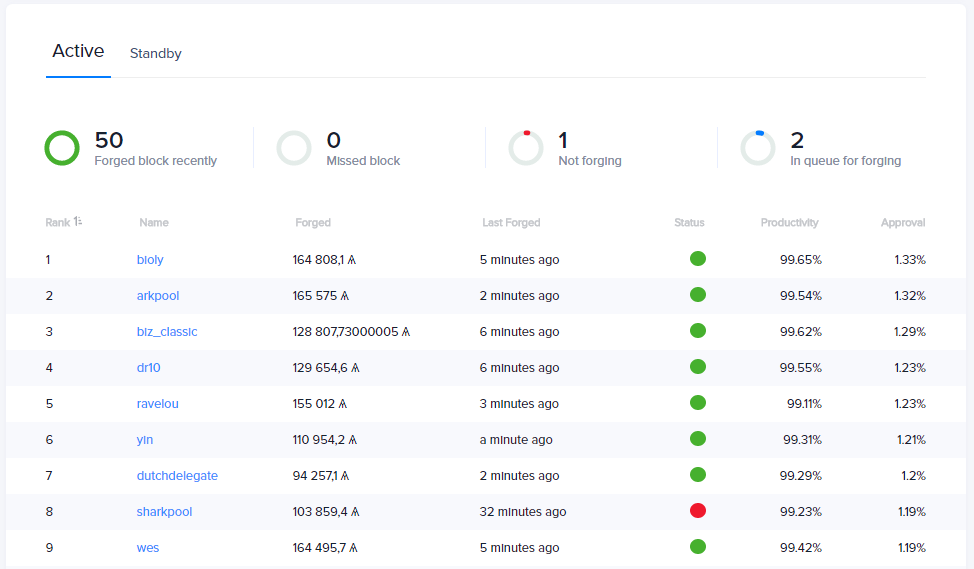 Active Standby
50 0 1 2
Forged block recently Missed block Not forging In queue for forging
Rank Name Forged Last Forged Status Productivity Approval
1 bioly 164 808,1 Ѧ 5 minutes ago 99.65% 1.33%
2 arkpool 165 575 Ѧ 2 minutes ago 99.54% 1.32%
3 biz_classic 128 807,73000005 Ѧ 6 minutes ago 99.62% 1.29%
4 dr10 129 654,6 Ѧ 6 minutes ago 99.55% 1.23%
5 ravelou 155 012 Ѧ 3 minutes ago 99.11% 1.23%
6 yin 110 954,2 Ѧ a minute ago 99.31% 1.21%
7 dutchdelegate 94 257,1 Ѧ 2 minutes ago 99.29% 1.2%
8 sharkpool 103 859,4 Ѧ 32 minutes ago 99.23% 1.19%
9 wes 164 495,7 Ѧ 5 minutes ago 99.42% 1.19%